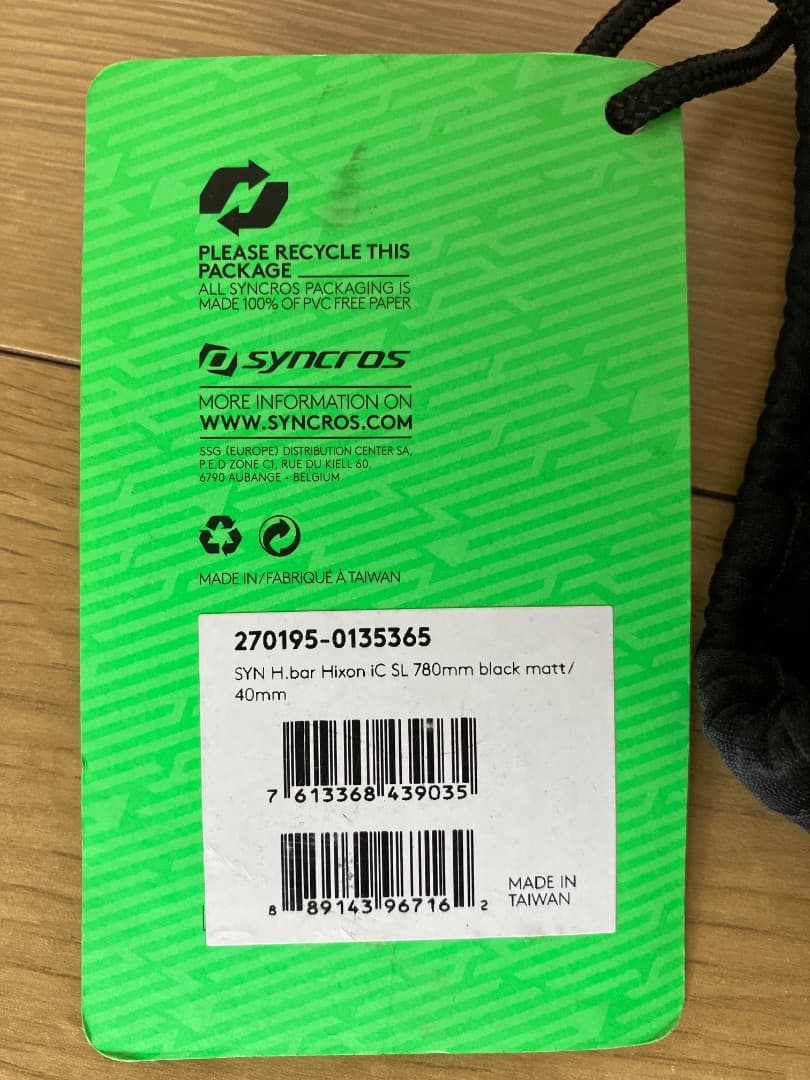 PLEASE RECYCLE THIS
PACKAGE
ALL SYNCROS PACKAGING IS
MADE 100% OF PVC FREE PAPER
SYNCROS
MORE INFORMATION ON
WWW.SYNCROS.COM
SSG (EUROPE) DISTRIBUTION CENTER SA,
P.E.D ZONE C1, RUE DU KIELL 60,
6790 AUBANGE - BELGIUM
MADE IN/FABRIQUÉ À TAIWAN
270195-0135365
SYN H.bar Hixon iC SL 780mm black matt/
40mm
7 613368 439035
8 89143 96716 2
MADE IN
TAIWAN